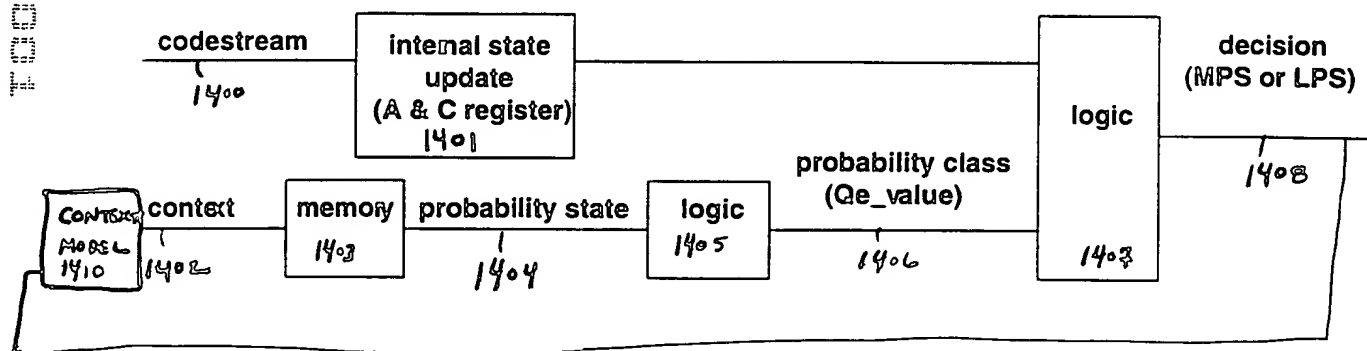 codestream
1400
internal state
update
(A & C register)
1401
logic
1407
decision
(MPS or LPS)
1408
CONTEXT
MODEL
1410
context
1402
memory
1403
probability state
1404
logic
1405
probability class
(Qe_value)
1406